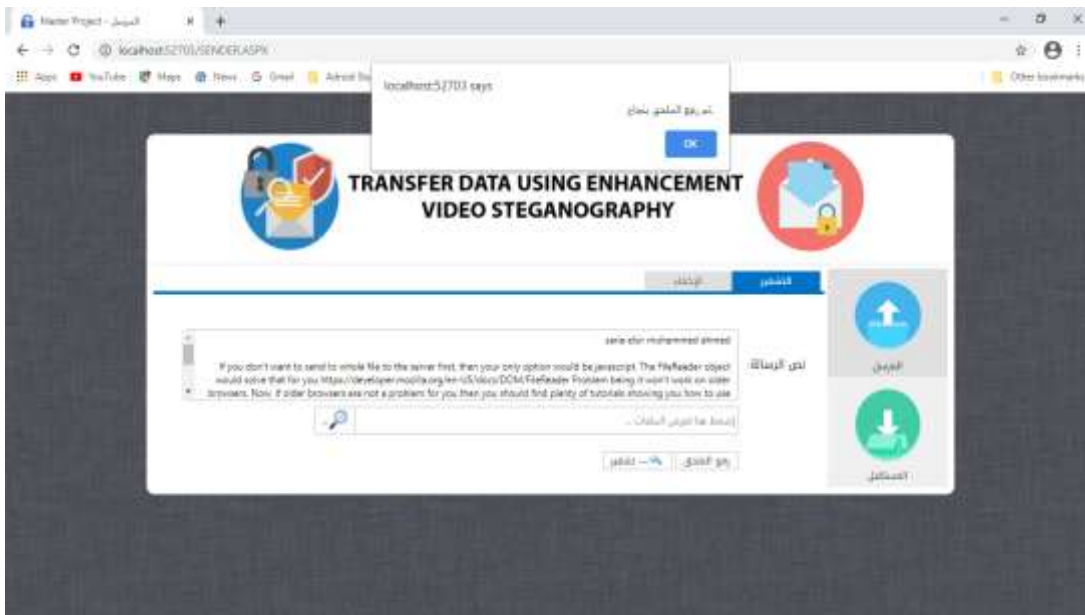 Master Project - المرسل
localhost:52703/SENDER.ASPX
Apps YouTube Maps News Gmail Other bookmarks
localhost:52703 says
تم رفع الملحق بنجاح
OK
TRANSFER DATA USING ENHANCEMENT
VIDEO STEGANOGRAPHY
التشفير الإخفاء
المرسل
المستقبل
نص الرسالة
mohammed ahmed
If you don't want to send to whole file to the server first, then your only option would be javascript. The FileReader object
would solve that for you https://developer.mozilla.org/en-US/docs/DOM/FileReader Problem being it won't work on older
browsers. Now, if older browsers are not a problem for you then you should find plenty of tutorials showing you how to use
إضغط هنا لعرض الملفات ..
رفع الملحق تشفير